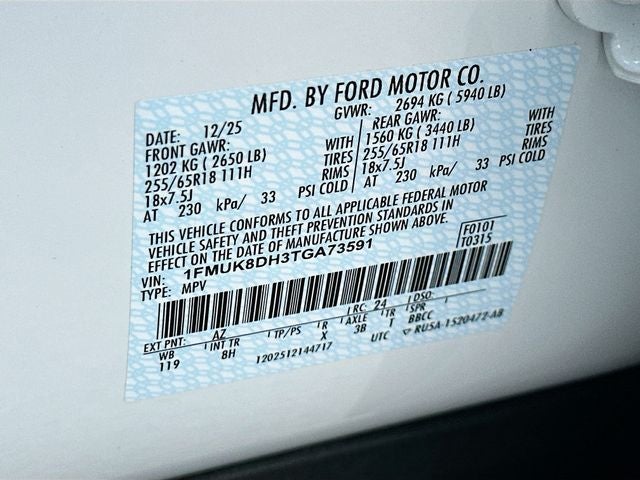 MFD. BY FORD MOTOR CO.
DATE: 12/25 GVWR: 2694 KG ( 5940 LB)
FRONT GAWR: WITH REAR GAWR: WITH
1202 KG ( 2650 LB) TIRES 1560 KG ( 3440 LB) TIRES
255/65R18 111H RIMS 255/65R18 111H RIMS
18x7.5J PSI COLD 18x7.5J PSI COLD
AT 230 kPa/ 33 AT 230 kPa/ 33
THIS VEHICLE CONFORMS TO ALL APPLICABLE FEDERAL MOTOR
VEHICLE SAFETY AND THEFT PREVENTION STANDARDS IN
EFFECT ON THE DATE OF MANUFACTURE SHOWN ABOVE.
VIN: 1FMUK8DH3TGA73591 F0101
TYPE: MPV T0315
EXT PNT: AZ RC: 24 DSO:
WB INT TR TP/PS R AXLE TR SPR
119 8H X 3B T BBCC
1202512144717 UTC ▽ RU5A-1520472-AB